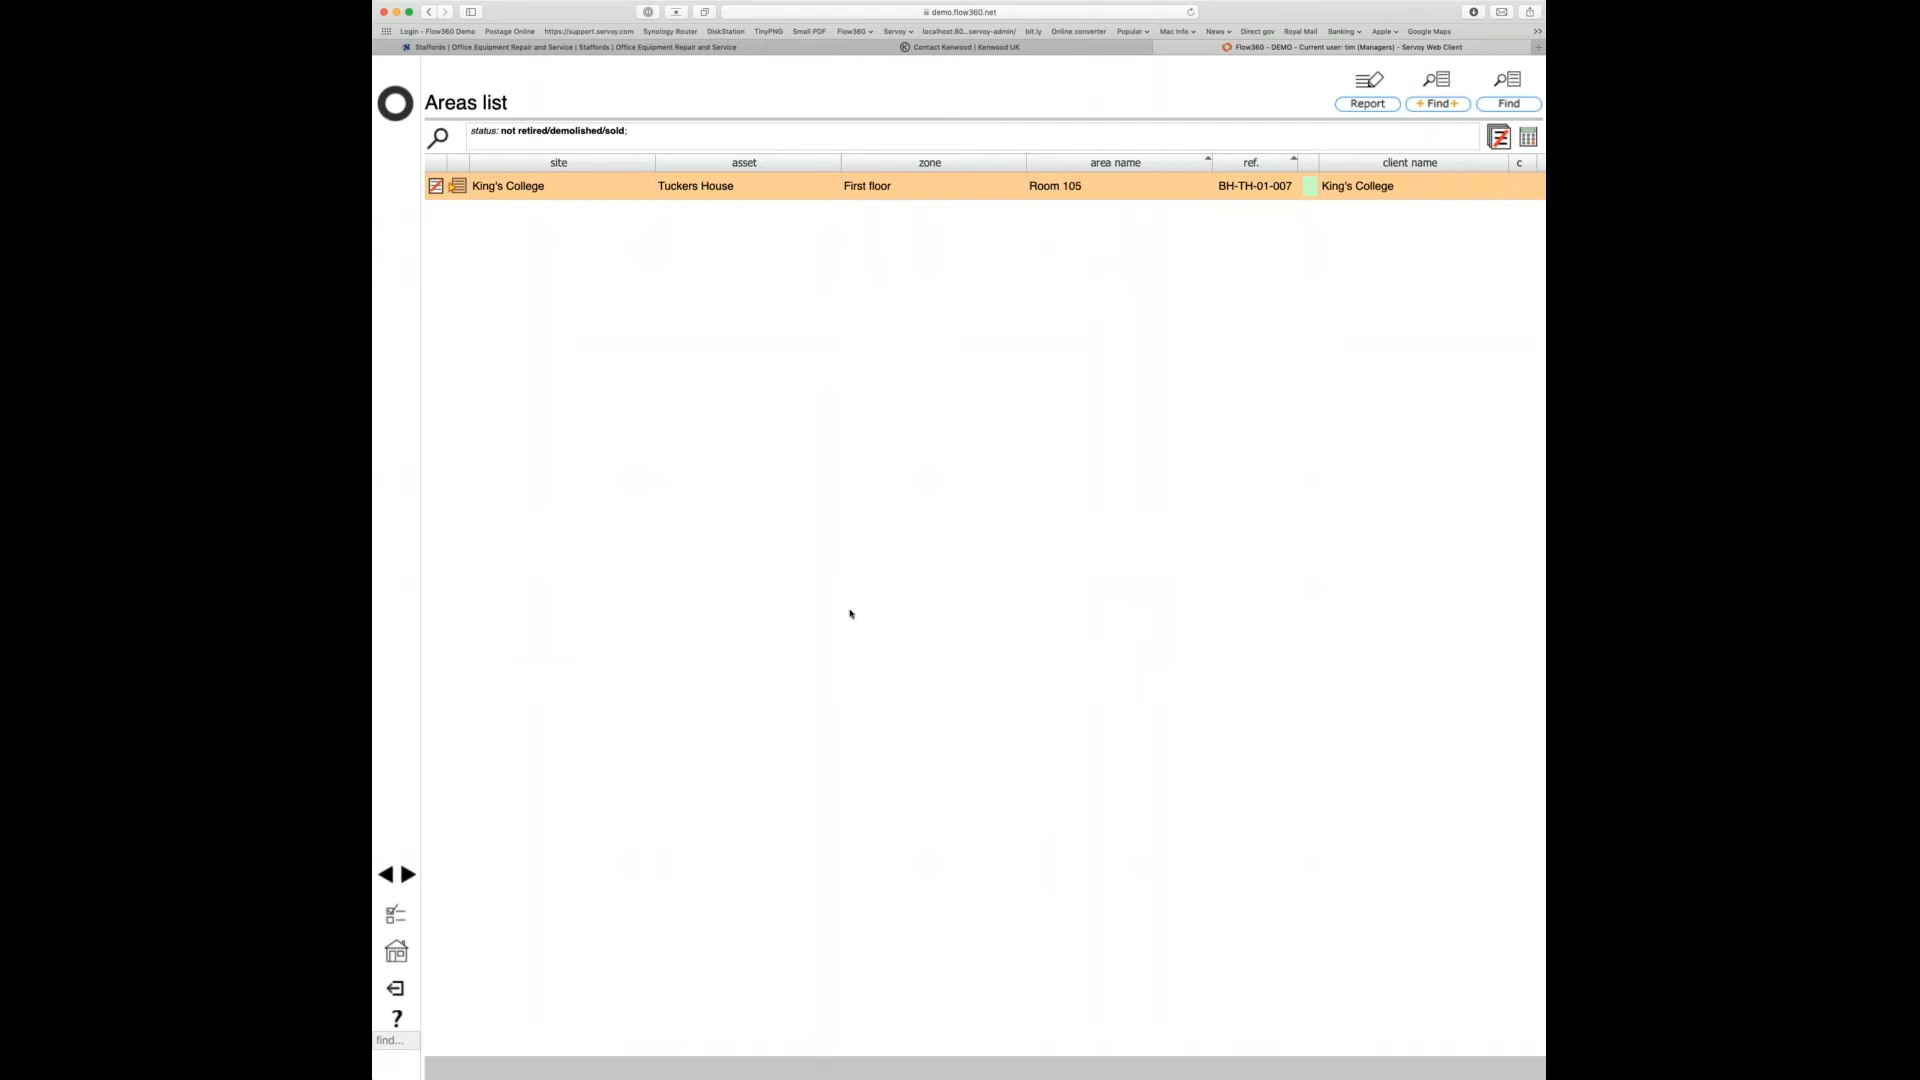 demo.flow360.net
Login - Flow360 Demo Postage Online https://support.servoy.com Synology Router DiskStation TinyPNG Small PDF Flow360 Servoy localhost:80...servoy-admin/ bit.ly Online converter Popular Mac Info News Direct gov Royal Mail Banking Apple Google Maps >>
Staffords | Office Equipment Repair and Service | Staffords | Office Equipment Repair and Service Contact Kenwood | Kenwood UK Flow360 - DEMO - Current user: tim (Managers) - Servoy Web Client +
Areas list
Report +Find+ Find
status: not retired/demolished/sold;
site asset zone area name ref. client name c
King's College Tuckers House First floor Room 105 BH-TH-01-007 King's College
?
find...